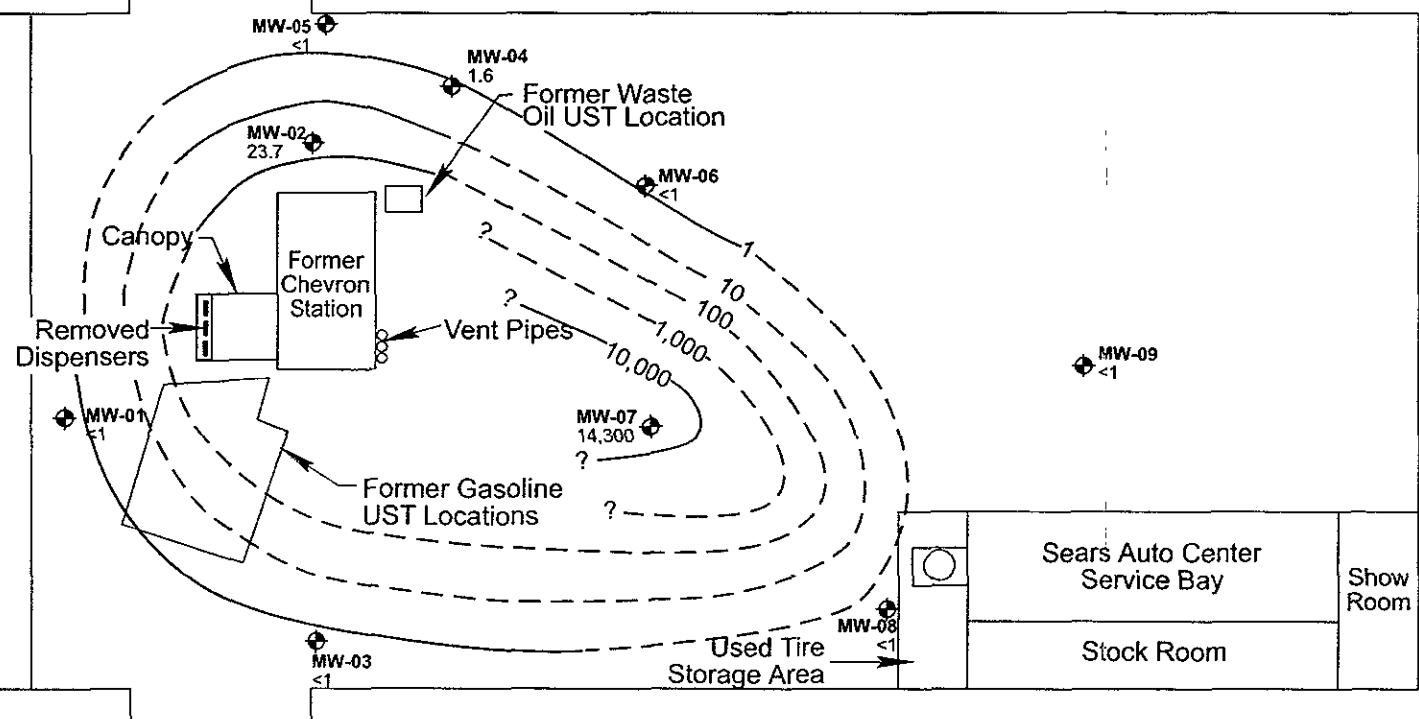 MW-05
<1
MW-04
1.6
Former Waste
Oil UST Location
MW-02
23.7
MW-06
<1
Canopy
Former
Chevron
Station
1
10
100
1,000
10,000
?
?
?
?
Removed
Dispensers
Vent Pipes
MW-09
<1
MW-01
<1
MW-07
14,300
Former Gasoline
UST Locations
Sears Auto Center
Service Bay
Show
Room
MW-08
<1
Used Tire
Storage Area
Stock Room
MW-03
<1